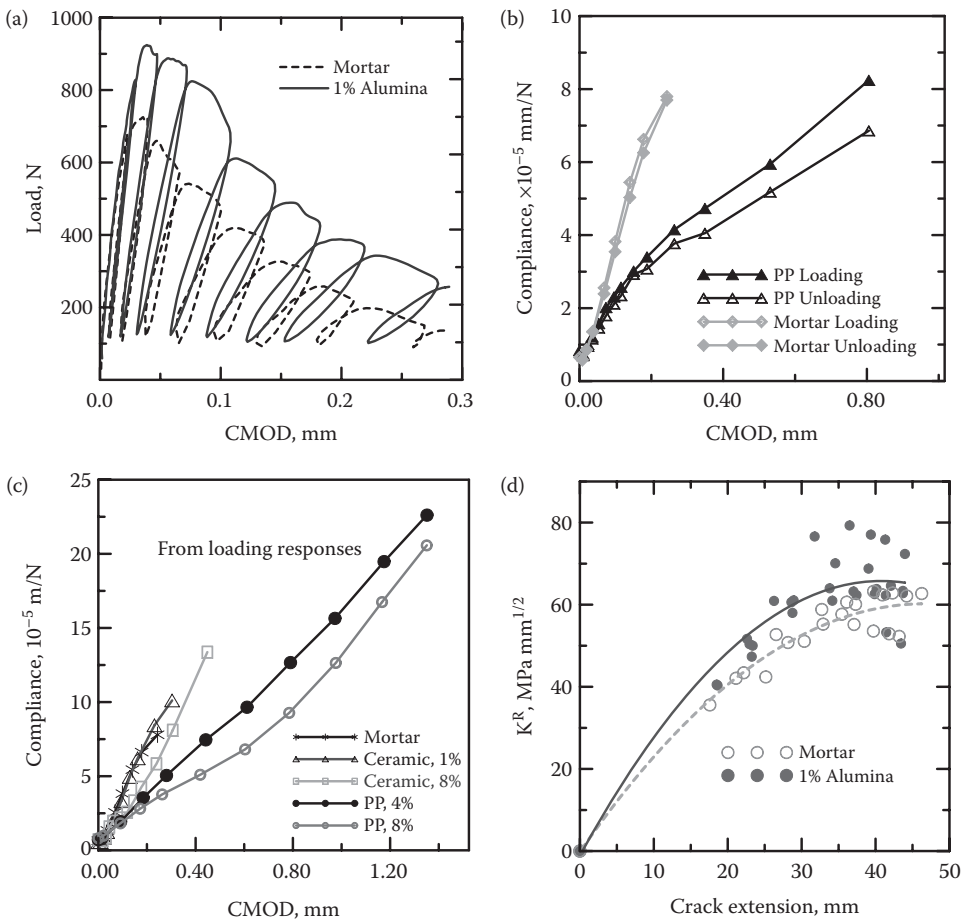 (a)
1000
800
600
400
200
0
Load, N
0.0
0.1
0.2
0.3
CMOD, mm
Mortar
1% Alumina
(b)
10
8
6
4
2
0
Compliance, ×10⁻⁵ mm/N
0.00
0.40
0.80
CMOD, mm
PP Loading
PP Unloading
Mortar Loading
Mortar Unloading
(c)
25
20
15
10
5
0
Compliance, 10⁻⁵ m/N
From loading responses
0.00
0.40
0.80
1.20
CMOD, mm
Mortar
Ceramic, 1%
Ceramic, 8%
PP, 4%
PP, 8%
(d)
80
60
40
20
0
Kᴿ, MPa mm¹/²
0
10
20
30
40
50
Crack extension, mm
Mortar
1% Alumina